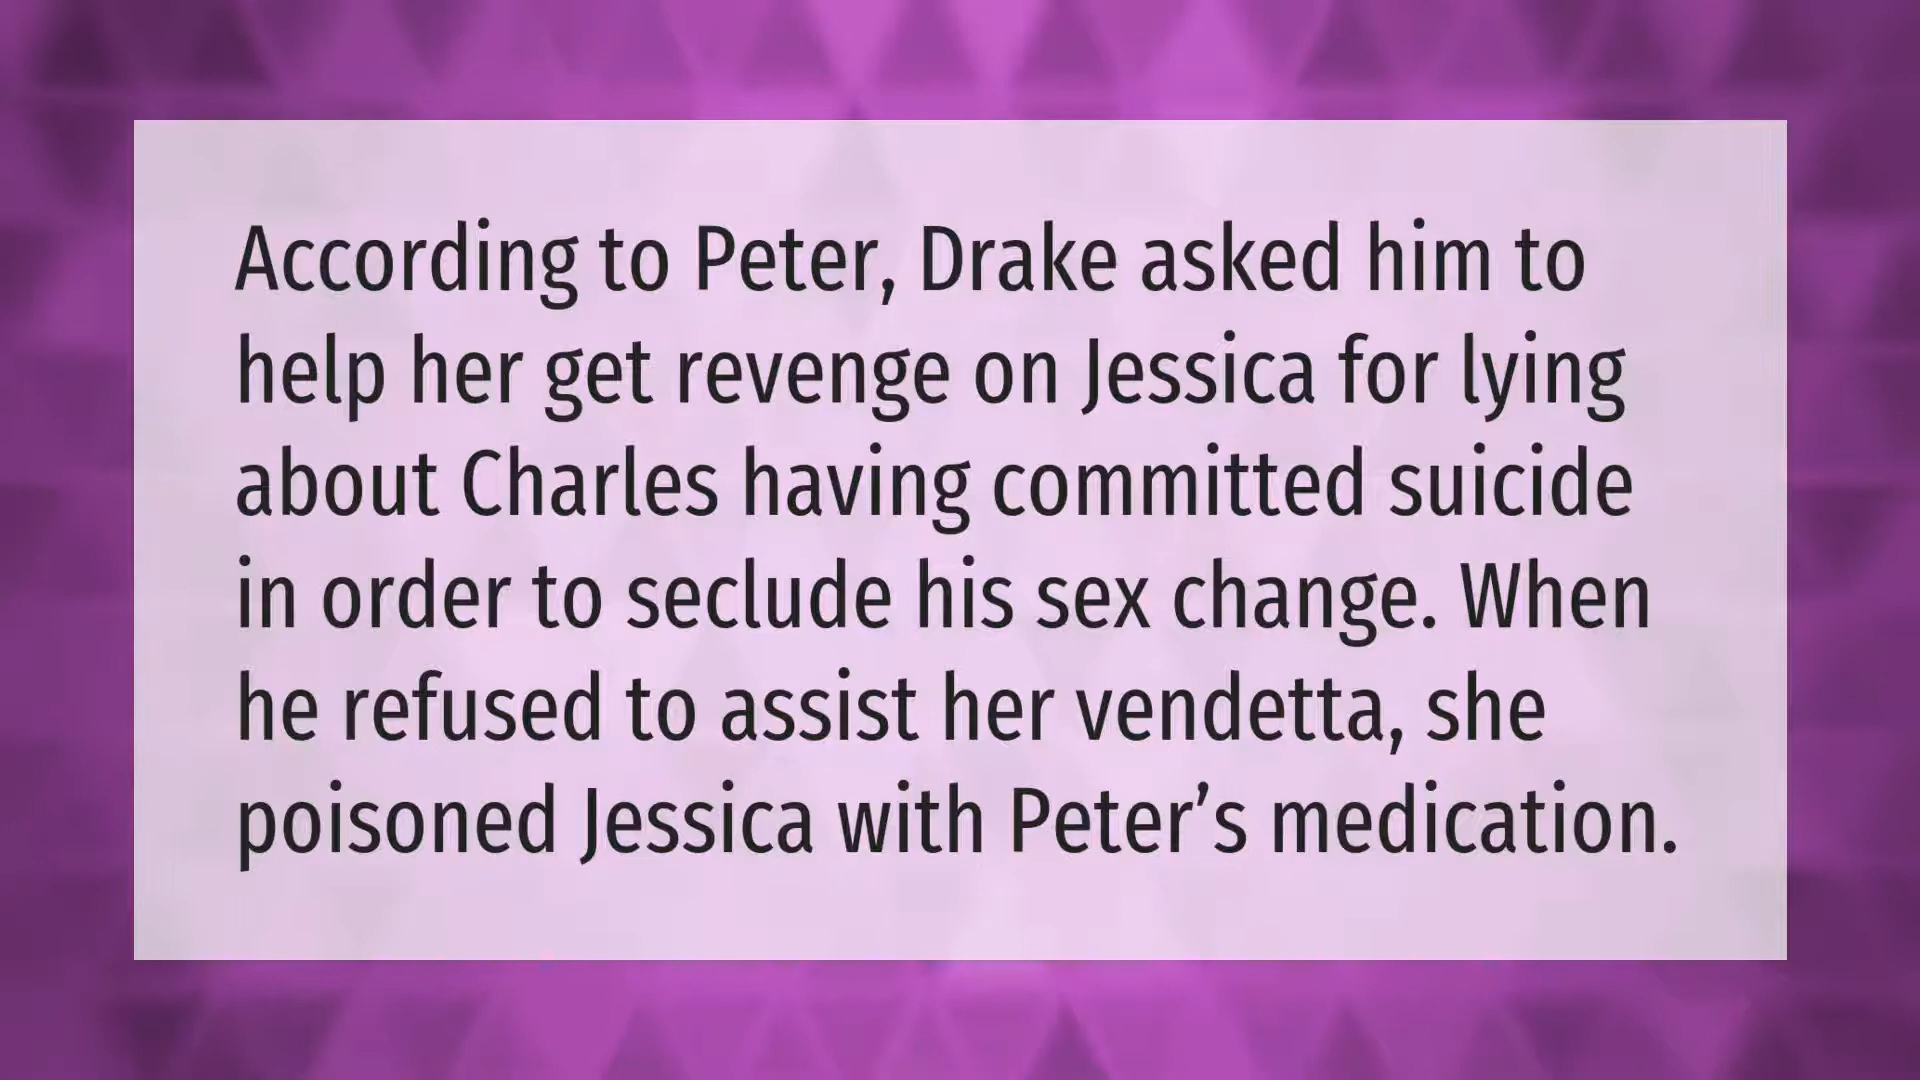 According to Peter, Drake asked him to
help her get revenge on Jessica for lying
about Charles having committed suicide
in order to seclude his sex change. When
he refused to assist her vendetta, she
poisoned Jessica with Peter’s medication.